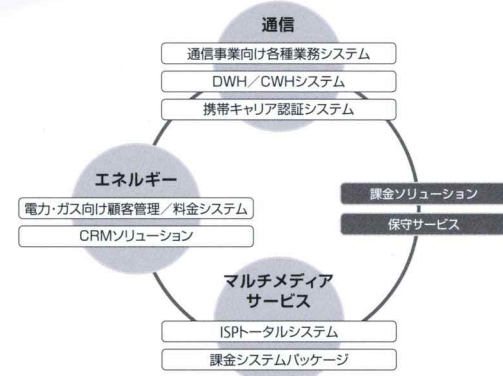 通信
通信事業向け各種業務システム
DWH／CWHシステム
携帯キャリア認証システム
エネルギー
電力・ガス向け顧客管理／料金システム
CRMソリューション
課金ソリューション
保守サービス
マルチメディア
サービス
ISPトータルシステム
課金システムパッケージ